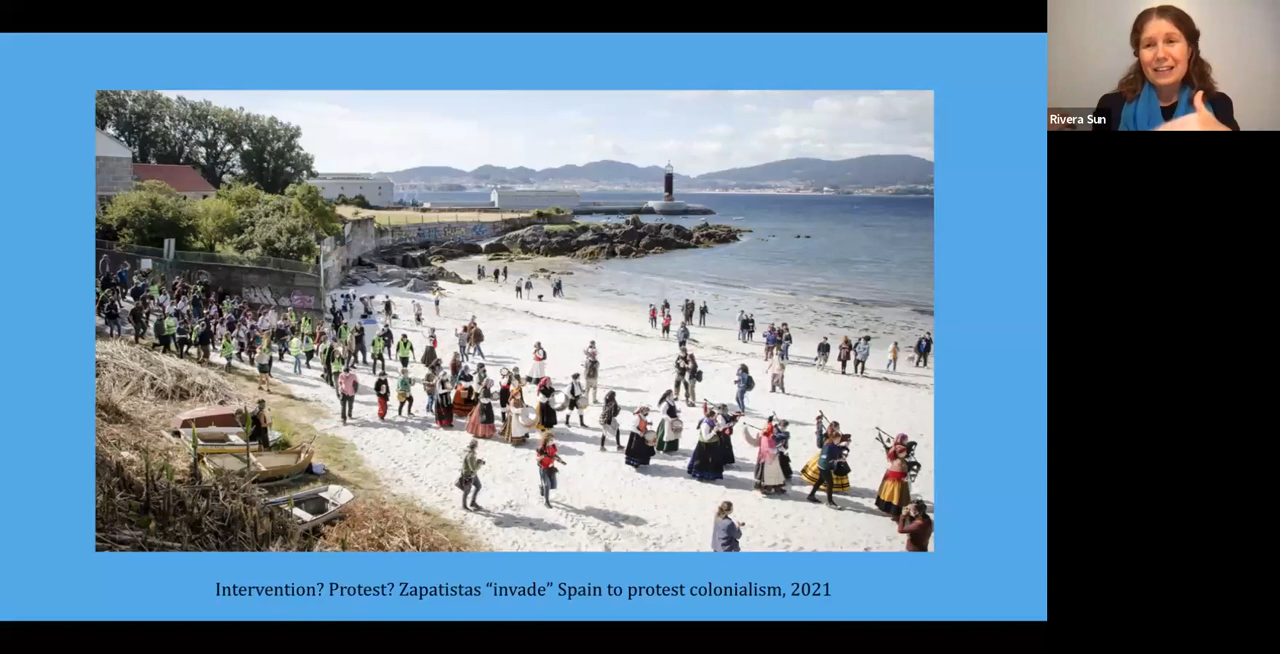 Rivera Sun
Intervention? Protest? Zapatistas “invade” Spain to protest colonialism, 2021